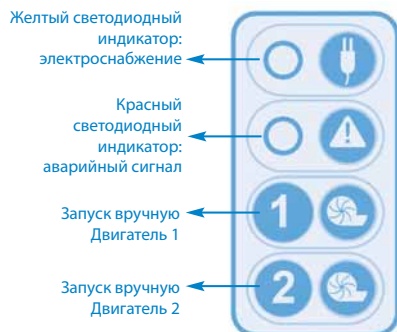 Желтый светодиодный
индикатор:
электроснабжение
Красный
светодиодный
индикатор:
аварийный сигнал
Запуск вручную
Двигатель 1
1
Запуск вручную
Двигатель 2
2